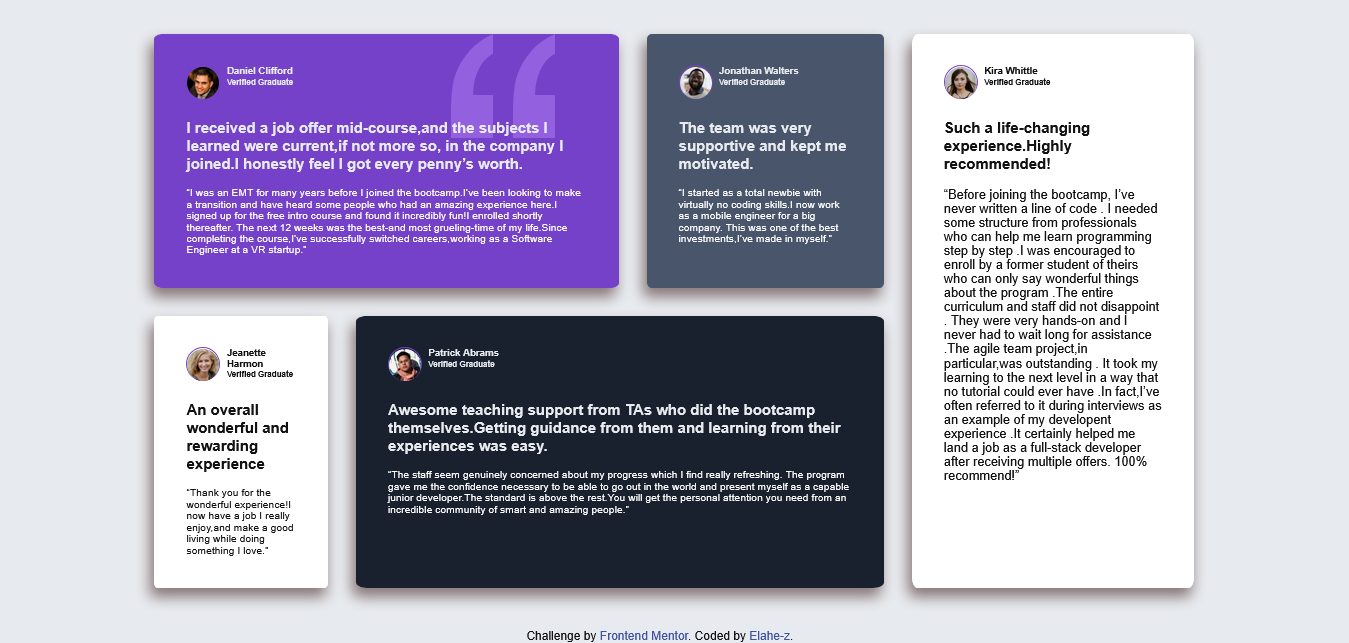 Daniel Clifford
Verified Graduate
I received a job offer mid-course,and the subjects I
learned were current,if not more so, in the company I
joined.I honestly feel I got every penny’s worth.
“I was an EMT for many years before I joined the bootcamp.I’ve been looking to make
a transition and have heard some people who had an amazing experience here.I
signed up for the free intro course and found it incredibly fun!I enrolled shortly
thereafter. The next 12 weeks was the best-and most grueling-time of my life.Since
completing the course,I’ve successfully switched careers,working as a Software
Engineer at a VR startup.”
Jonathan Walters
Verified Graduate
The team was very
supportive and kept me
motivated.
“I started as a total newbie with
virtually no coding skills.I now work
as a mobile engineer for a big
company. This was one of the best
investments,I’ve made in myself.”
Kira Whittle
Verified Graduate
Such a life-changing
experience.Highly
recommended!
“Before joining the bootcamp, I’ve
never written a line of code . I needed
some structure from professionals
who can help me learn programming
step by step .I was encouraged to
enroll by a former student of theirs
who can only say wonderful things
about the program .The entire
curriculum and staff did not disappoint
. They were very hands-on and I
never had to wait long for assistance
.The agile team project,in
particular,was outstanding . It took my
learning to the next level in a way that
no tutorial could ever have .In fact,I’ve
often referred to it during interviews as
an example of my developent
experience .It certainly helped me
land a job as a full-stack developer
after receiving multiple offers. 100%
recommend!”
Jeanette
Harmon
Verified Graduate
An overall
wonderful and
rewarding
experience
“Thank you for the
wonderful experience!I
now have a job I really
enjoy,and make a good
living while doing
something I love.”
Patrick Abrams
Verified Graduate
Awesome teaching support from TAs who did the bootcamp
themselves.Getting guidance from them and learning from their
experiences was easy.
“The staff seem genuinely concerned about my progress which I find really refreshing. The program
gave me the confidence necessary to be able to go out in the world and present myself as a capable
junior developer.The standard is above the rest.You will get the personal attention you need from an
incredible community of smart and amazing people.”
Challenge by Frontend Mentor. Coded by Elahe-z.